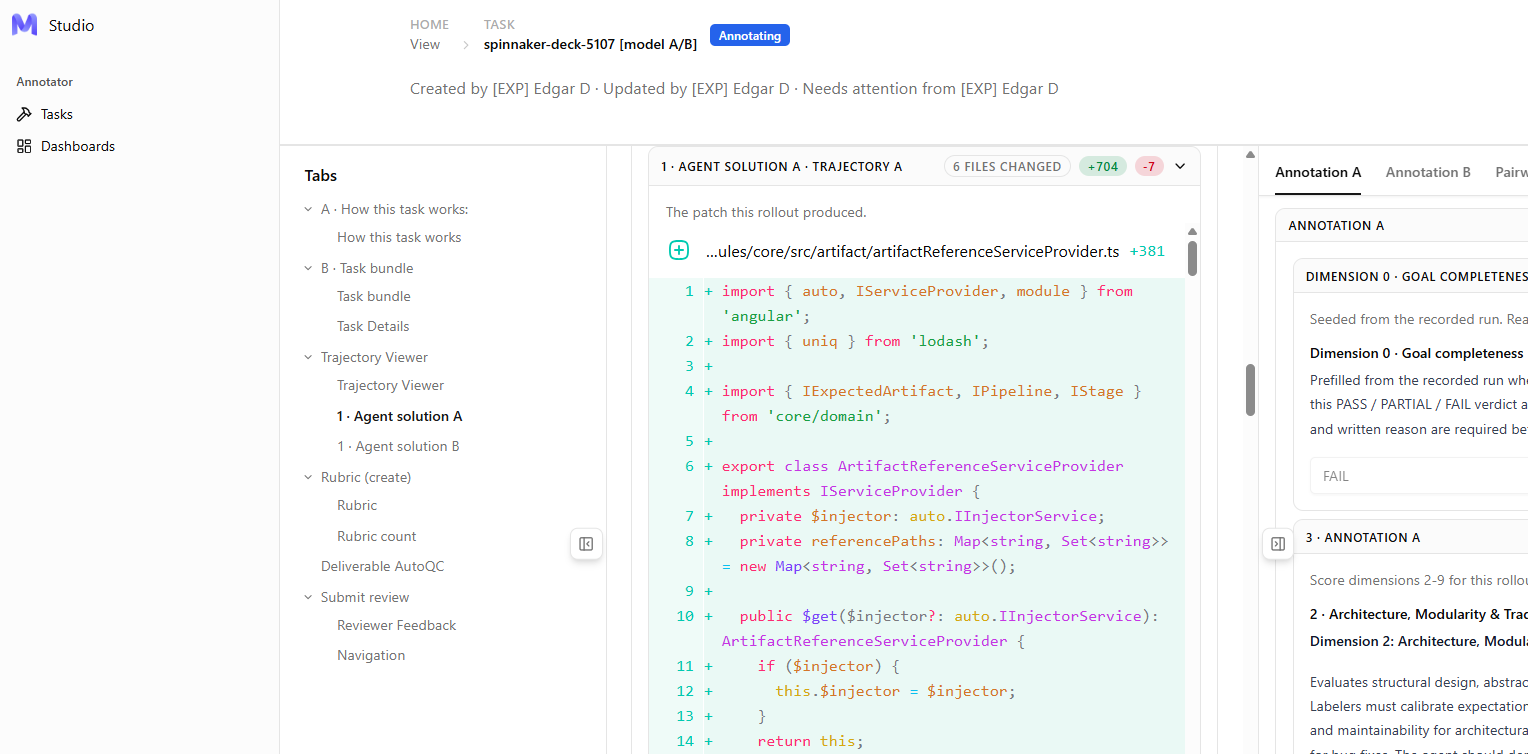 Studio
Annotator
Tasks
Dashboards
HOME
View
TASK
spinnaker-deck-5107 [model A/B]
Annotating
Created by [EXP] Edgar D · Updated by [EXP] Edgar D · Needs attention from [EXP] Edgar D
Tabs
A · How this task works:
How this task works
B · Task bundle
Task bundle
Task Details
Trajectory Viewer
Trajectory Viewer
1 · Agent solution A
1 · Agent solution B
Rubric (create)
Rubric
Rubric count
Deliverable AutoQC
Submit review
Reviewer Feedback
Navigation
1 · AGENT SOLUTION A · TRAJECTORY A
6 FILES CHANGED
+704
-7
The patch this rollout produced.
...ules/core/src/artifact/artifactReferenceServiceProvider.ts +381
1 + import { auto, IServiceProvider, module } from
'angular';
2 + import { uniq } from 'lodash';
3 +
4 + import { IExpectedArtifact, IPipeline, IStage }
from 'core/domain';
5 +
6 + export class ArtifactReferenceServiceProvider
implements IServiceProvider {
7 + private $injector: auto.IInjectorService;
8 + private referencePaths: Map<string, Set<string>>
= new Map<string, Set<string>>();
9 +
10 + public $get($injector?: auto.IInjectorService):
ArtifactReferenceServiceProvider {
11 + if ($injector) {
12 + this.$injector = $injector;
13 + }
14 + return this;
Annotation A
Annotation B
Pairw
ANNOTATION A
DIMENSION 0 · GOAL COMPLETENES
Seeded from the recorded run. Rea
Dimension 0 · Goal completeness
Prefilled from the recorded run whe
this PASS / PARTIAL / FAIL verdict a
and written reason are required be
FAIL
3 · ANNOTATION A
Score dimensions 2-9 for this rollou
2 · Architecture, Modularity & Trad
Dimension 2: Architecture, Modula
Evaluates structural design, abstrac
Labelers must calibrate expectation
and maintainability for architectura